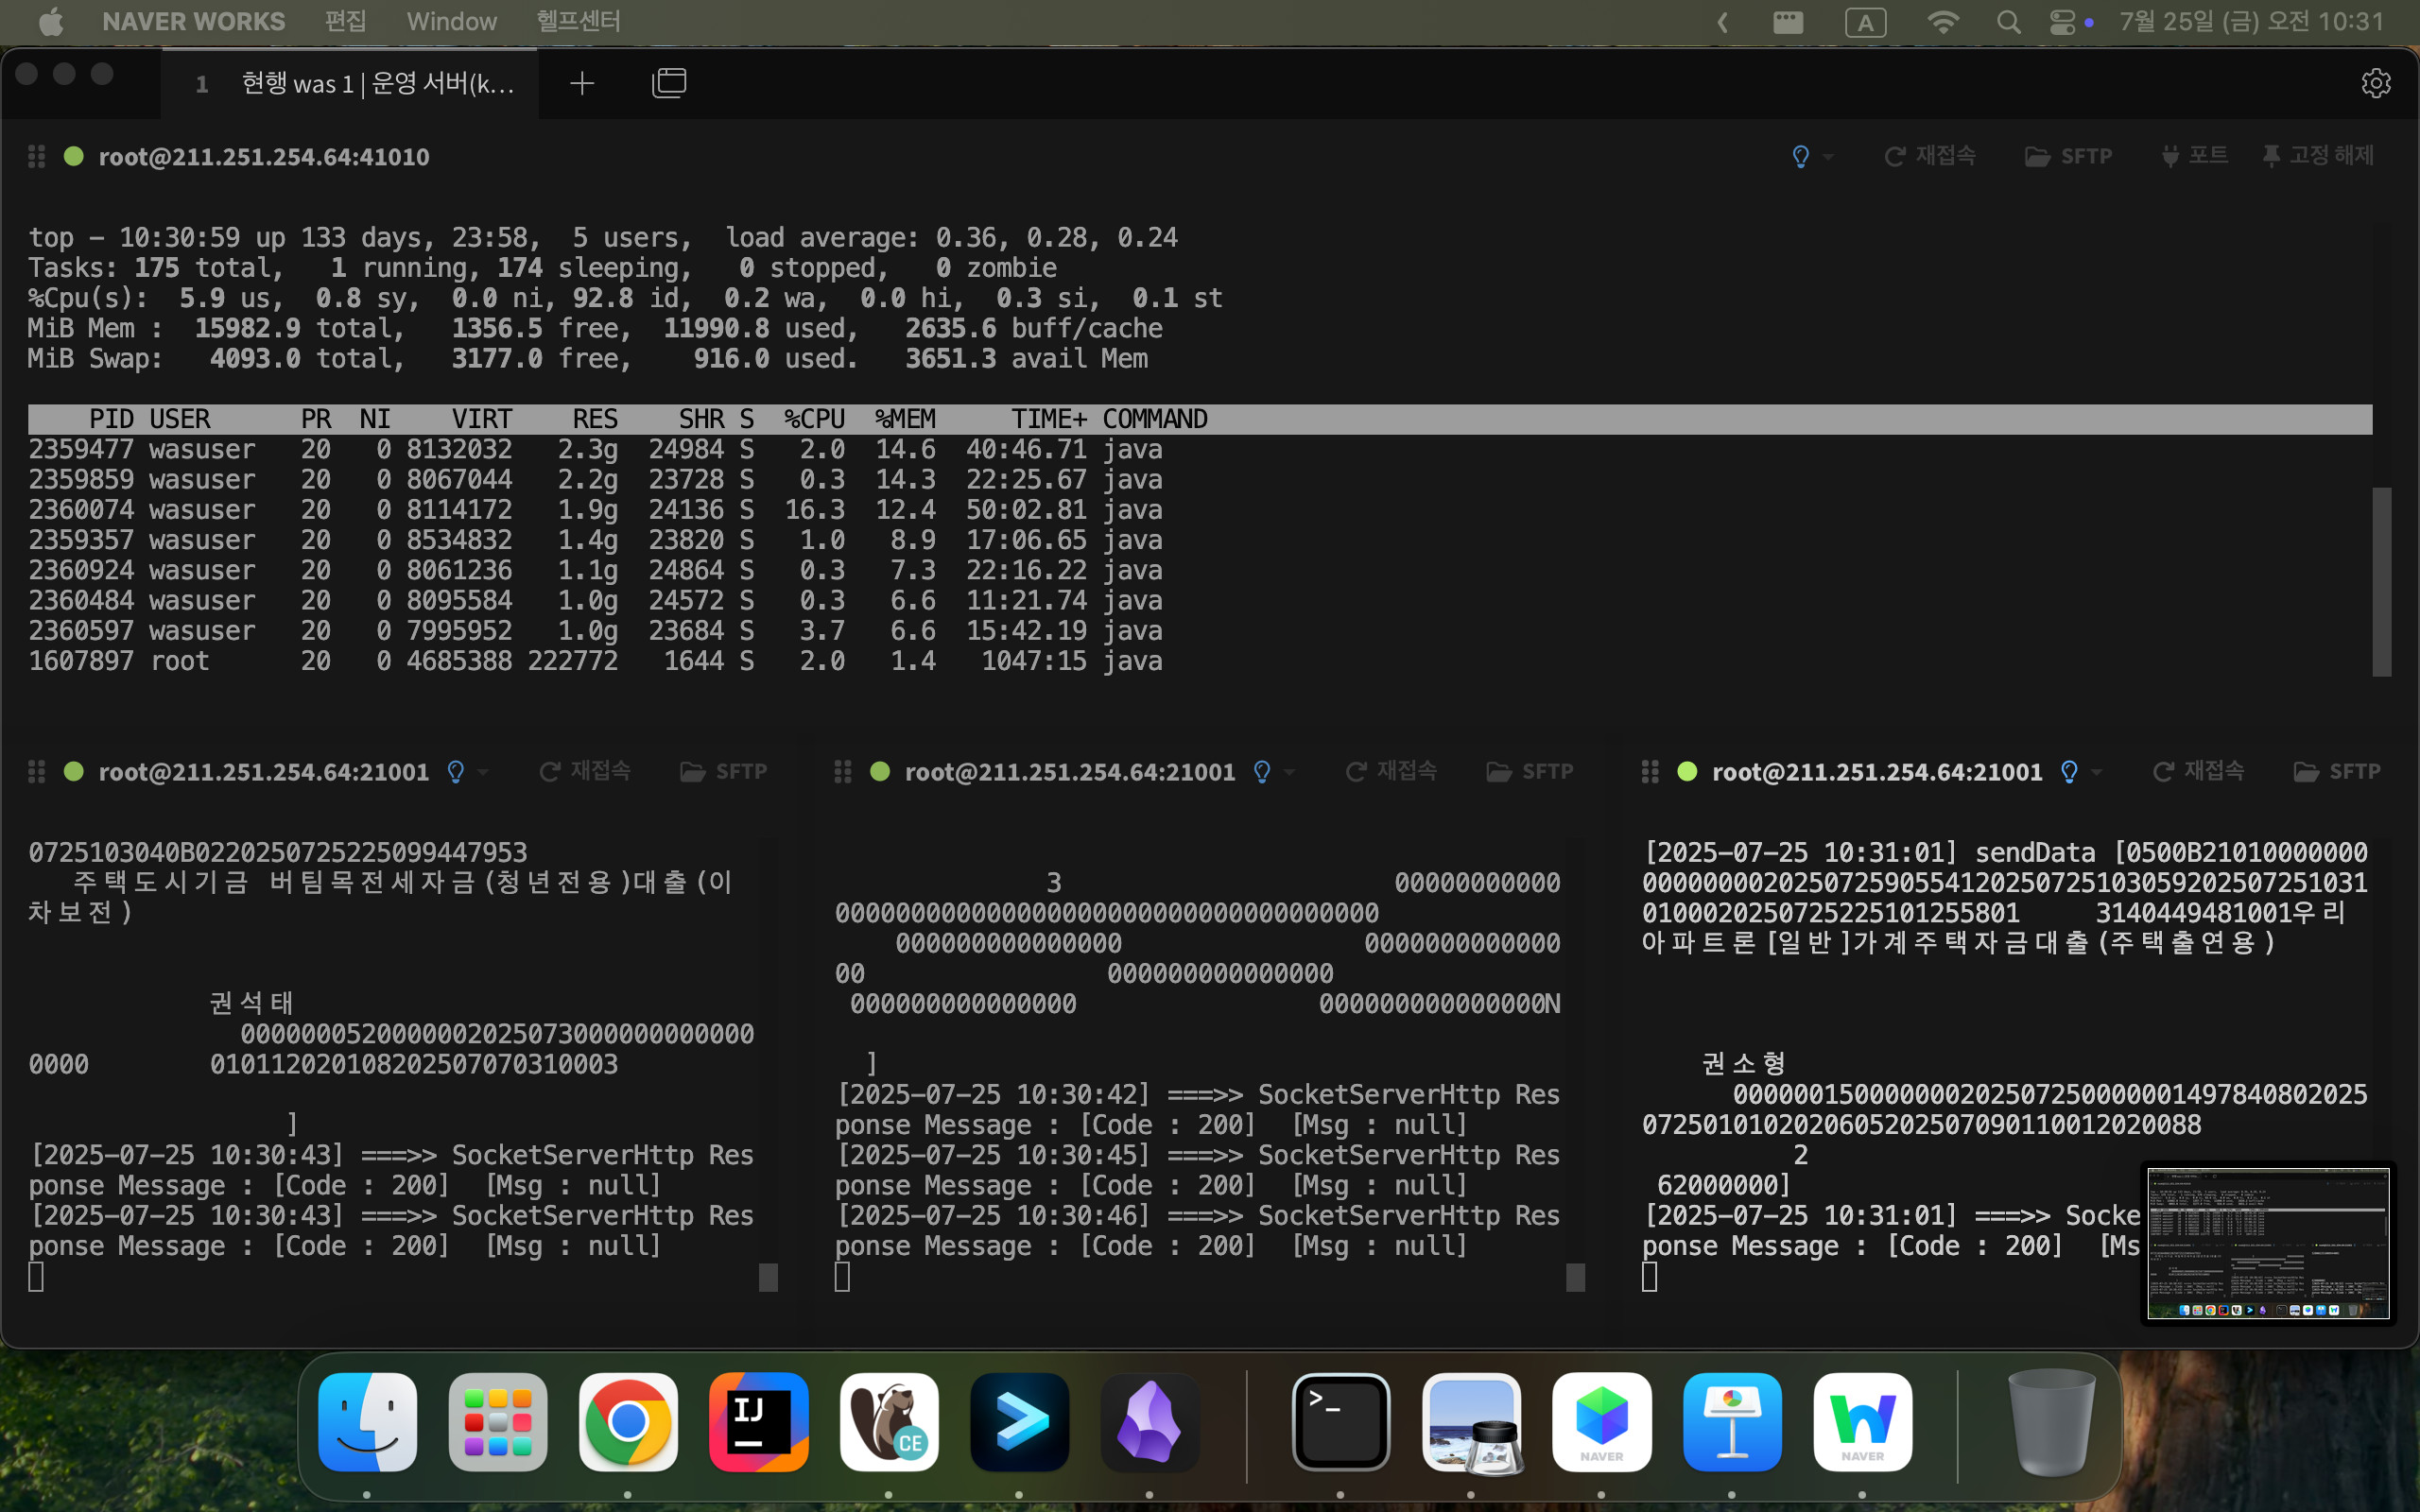 NAVER WORKS 편집 Window 헬프센터 A 7월 25일 (금) 오전 10:31
1 현행 was 1 | 운영 서버(k...
root@211.251.254.64:41010 재접속 SFTP 포트 고정 해제
top - 10:30:59 up 133 days, 23:58, 5 users, load average: 0.36, 0.28, 0.24
Tasks: 175 total, 1 running, 174 sleeping, 0 stopped, 0 zombie
%Cpu(s): 5.9 us, 0.8 sy, 0.0 ni, 92.8 id, 0.2 wa, 0.0 hi, 0.3 si, 0.1 st
MiB Mem : 15982.9 total, 1356.5 free, 11990.8 used, 2635.6 buff/cache
MiB Swap: 4093.0 total, 3177.0 free, 916.0 used. 3651.3 avail Mem
PID USER PR NI VIRT RES SHR S %CPU %MEM TIME+ COMMAND
2359477 wasuser 20 0 8132032 2.3g 24984 S 2.0 14.6 40:46.71 java
2359859 wasuser 20 0 8067044 2.2g 23728 S 0.3 14.3 22:25.67 java
2360074 wasuser 20 0 8114172 1.9g 24136 S 16.3 12.4 50:02.81 java
2359357 wasuser 20 0 8534832 1.4g 23820 S 1.0 8.9 17:06.65 java
2360924 wasuser 20 0 8061236 1.1g 24864 S 0.3 7.3 22:16.22 java
2360484 wasuser 20 0 8095584 1.0g 24572 S 0.3 6.6 11:21.74 java
2360597 wasuser 20 0 7995952 1.0g 23684 S 3.7 6.6 15:42.19 java
1607897 root 20 0 4685388 222772 1644 S 2.0 1.4 1047:15 java
root@211.251.254.64:21001 재접속 SFTP
0725103040B0220250725225099447953
주택도시기금 버팀목전세자금(청년전용)대출(이
차보전)
권석태
0000000520000002025073000000000000
0000 010112020108202507070310003
]
[2025-07-25 10:30:43] ===>> SocketServerHttp Res
ponse Message : [Code : 200] [Msg : null]
[2025-07-25 10:30:43] ===>> SocketServerHttp Res
ponse Message : [Code : 200] [Msg : null]
root@211.251.254.64:21001 재접속 SFTP
3 00000000000
000000000000000000000000000000000000
000000000000000 0000000000000
00 000000000000000
000000000000000 000000000000000N
]
[2025-07-25 10:30:42] ===>> SocketServerHttp Res
ponse Message : [Code : 200] [Msg : null]
[2025-07-25 10:30:45] ===>> SocketServerHttp Res
ponse Message : [Code : 200] [Msg : null]
[2025-07-25 10:30:46] ===>> SocketServerHttp Res
ponse Message : [Code : 200] [Msg : null]
root@211.251.254.64:21001 재접속 SFTP
[2025-07-25 10:31:01] sendData [0500B21010000000
000000000202507259055412025072510305920250725​1031
0100020250725225101255801 3140449481001우리
아파트론[일반]가계주택자금대출(주택출연용)
권소형
000000150000000202507250000001497840802025
0725010102020605202507090110012020088
2
62000000]
[2025-07-25 10:31:01] ===>> Socke
ponse Message : [Code : 200] [Ms
IJ
CE
NAVER
NAVER